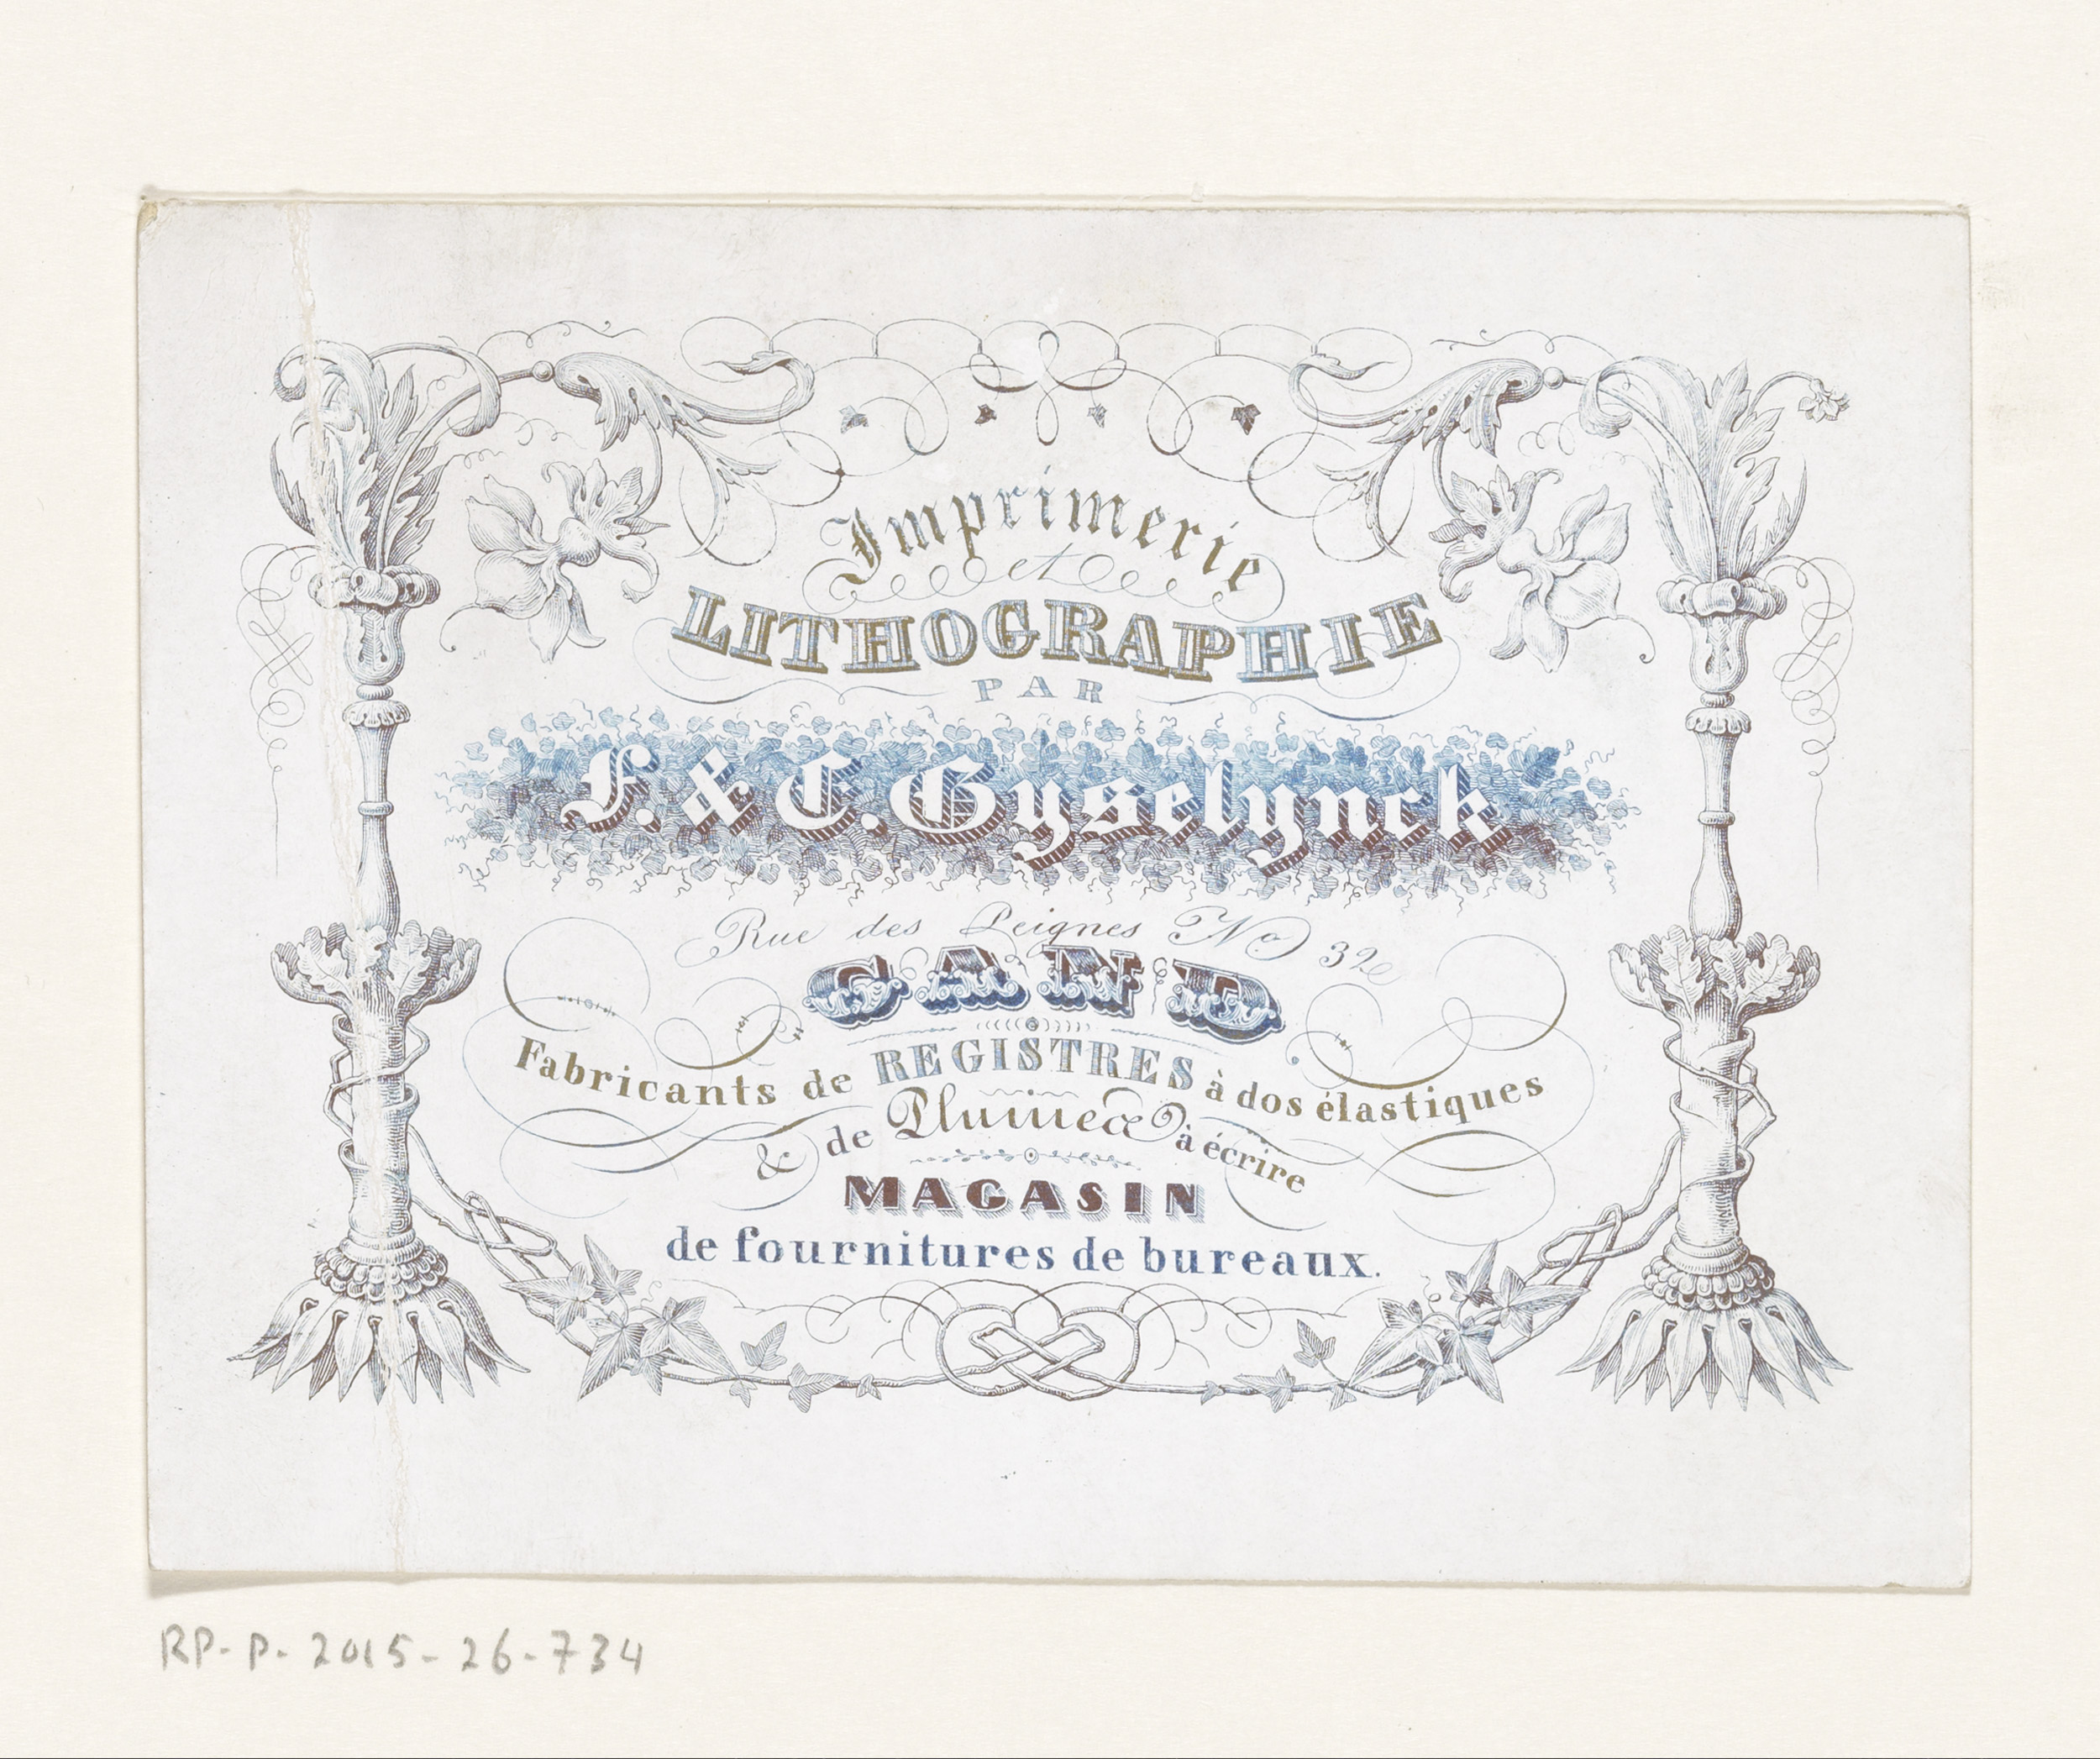 Imprimerie
et
LITHOGRAPHIE
PAR
F. & C. Gyselynck
Rue des Peignes No 32
GAND
Fabricants de REGISTRES à dos élastiques
& de Plumes à écrire
MAGASIN
de fournitures de bureaux.
RP-P-2015-26-734